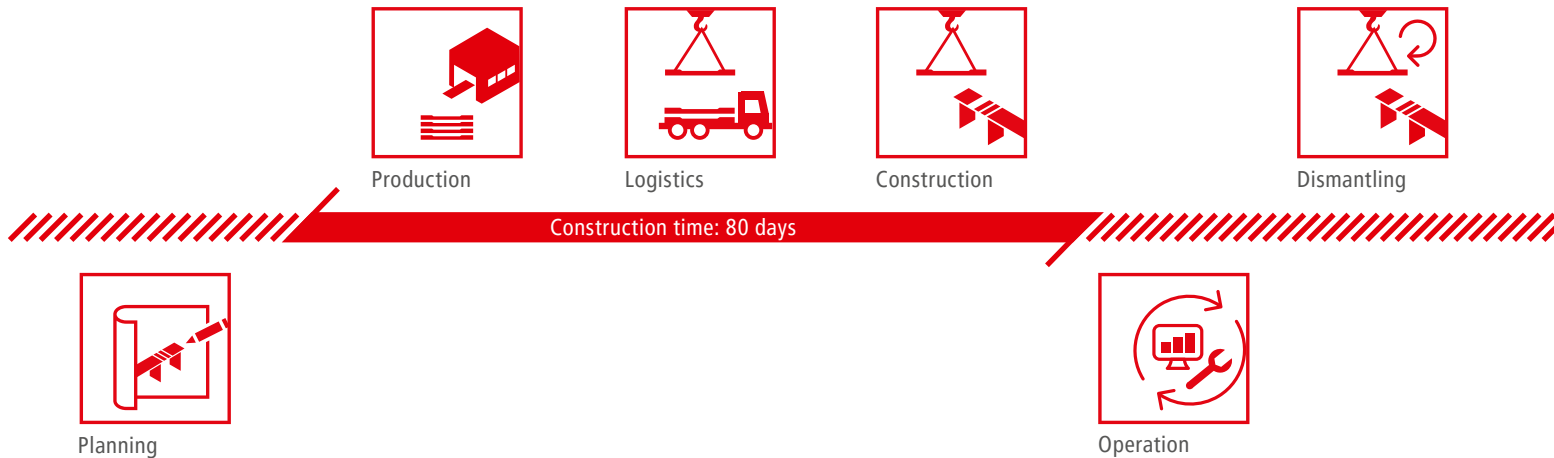 Production
Logistics
Construction
Dismantling
Construction time: 80 days
Planning
Operation